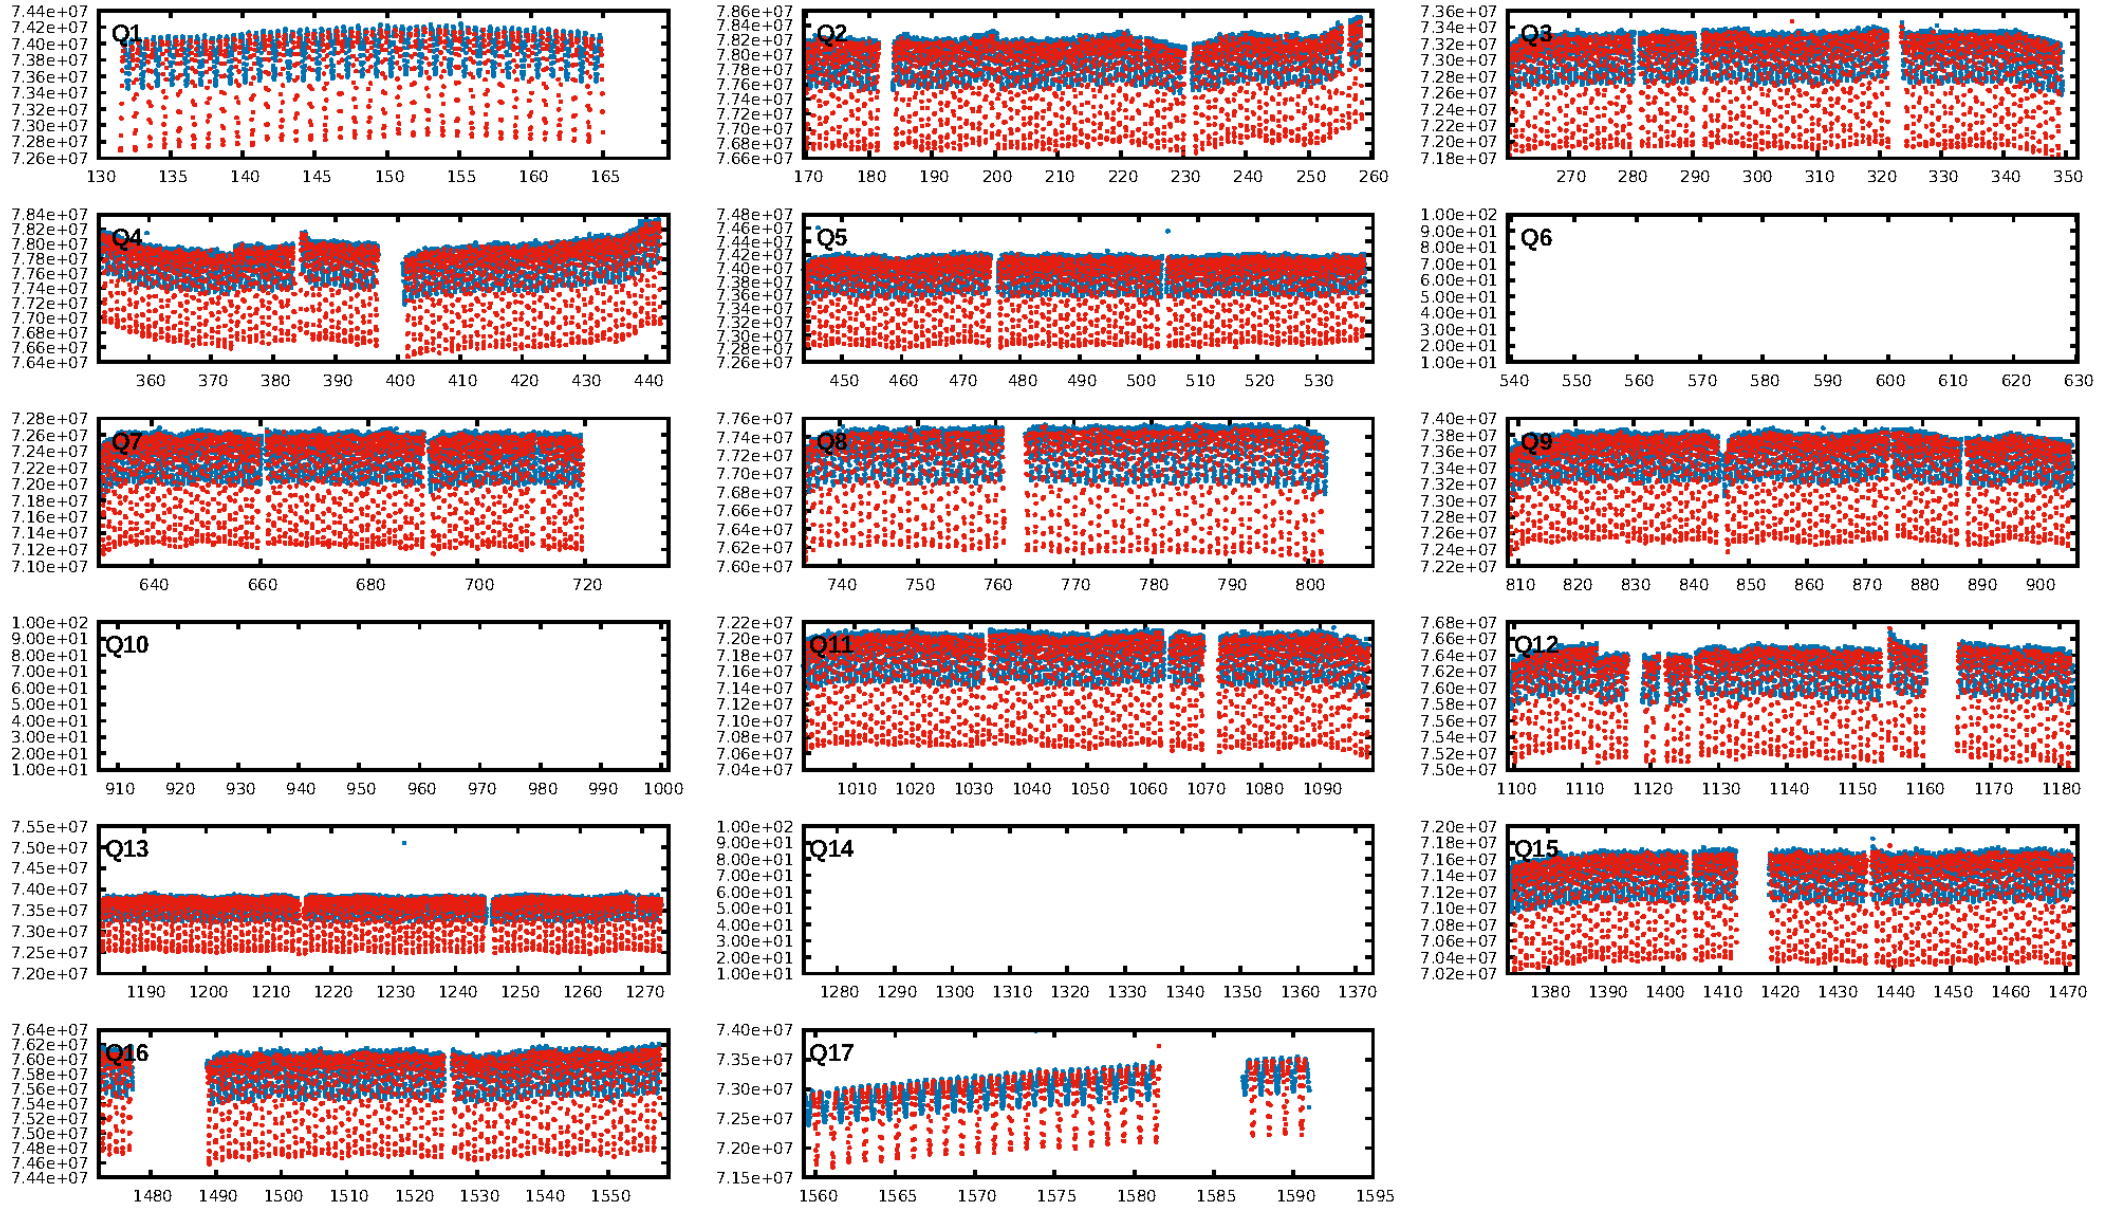 Q1
7.44e+07
7.42e+07
7.40e+07
7.38e+07
7.36e+07
7.34e+07
7.32e+07
7.30e+07
7.28e+07
7.26e+07
130 135 140 145 150 155 160 165
Q2
7.86e+07
7.84e+07
7.82e+07
7.80e+07
7.78e+07
7.76e+07
7.74e+07
7.72e+07
7.70e+07
7.68e+07
7.66e+07
170 180 190 200 210 220 230 240 250 260
Q3
7.36e+07
7.34e+07
7.32e+07
7.30e+07
7.28e+07
7.26e+07
7.24e+07
7.22e+07
7.20e+07
7.18e+07
270 280 290 300 310 320 330 340 350
Q4
7.84e+07
7.82e+07
7.80e+07
7.78e+07
7.76e+07
7.74e+07
7.72e+07
7.70e+07
7.68e+07
7.66e+07
7.64e+07
360 370 380 390 400 410 420 430 440
Q5
7.48e+07
7.46e+07
7.44e+07
7.42e+07
7.40e+07
7.38e+07
7.36e+07
7.34e+07
7.32e+07
7.30e+07
7.28e+07
7.26e+07
450 460 470 480 490 500 510 520 530
Q6
1.00e+02
9.00e+01
8.00e+01
7.00e+01
6.00e+01
5.00e+01
4.00e+01
3.00e+01
2.00e+01
1.00e+01
540 550 560 570 580 590 600 610 620 630
Q7
7.28e+07
7.26e+07
7.24e+07
7.22e+07
7.20e+07
7.18e+07
7.16e+07
7.14e+07
7.12e+07
7.10e+07
640 660 680 700 720
Q8
7.76e+07
7.74e+07
7.72e+07
7.70e+07
7.68e+07
7.66e+07
7.64e+07
7.62e+07
7.60e+07
740 750 760 770 780 790 800
Q9
7.40e+07
7.38e+07
7.36e+07
7.34e+07
7.32e+07
7.30e+07
7.28e+07
7.26e+07
7.24e+07
7.22e+07
810 820 830 840 850 860 870 880 890 900
Q10
1.00e+02
9.00e+01
8.00e+01
7.00e+01
6.00e+01
5.00e+01
4.00e+01
3.00e+01
2.00e+01
1.00e+01
910 920 930 940 950 960 970 980 990 1000
Q11
7.22e+07
7.20e+07
7.18e+07
7.16e+07
7.14e+07
7.12e+07
7.10e+07
7.08e+07
7.06e+07
7.04e+07
1010 1020 1030 1040 1050 1060 1070 1080 1090
Q12
7.68e+07
7.66e+07
7.64e+07
7.62e+07
7.60e+07
7.58e+07
7.56e+07
7.54e+07
7.52e+07
7.50e+07
1100 1110 1120 1130 1140 1150 1160 1170 1180
Q13
7.55e+07
7.50e+07
7.45e+07
7.40e+07
7.35e+07
7.30e+07
7.25e+07
7.20e+07
1190 1200 1210 1220 1230 1240 1250 1260 1270
Q14
1.00e+02
9.00e+01
8.00e+01
7.00e+01
6.00e+01
5.00e+01
4.00e+01
3.00e+01
2.00e+01
1.00e+01
1280 1290 1300 1310 1320 1330 1340 1350 1360 1370
Q15
7.20e+07
7.18e+07
7.16e+07
7.14e+07
7.12e+07
7.10e+07
7.08e+07
7.06e+07
7.04e+07
7.02e+07
1380 1390 1400 1410 1420 1430 1440 1450 1460 1470
Q16
7.64e+07
7.62e+07
7.60e+07
7.58e+07
7.56e+07
7.54e+07
7.52e+07
7.50e+07
7.48e+07
7.46e+07
7.44e+07
1480 1490 1500 1510 1520 1530 1540 1550
Q17
7.40e+07
7.35e+07
7.30e+07
7.25e+07
7.20e+07
7.15e+07
1560 1565 1570 1575 1580 1585 1590 1595